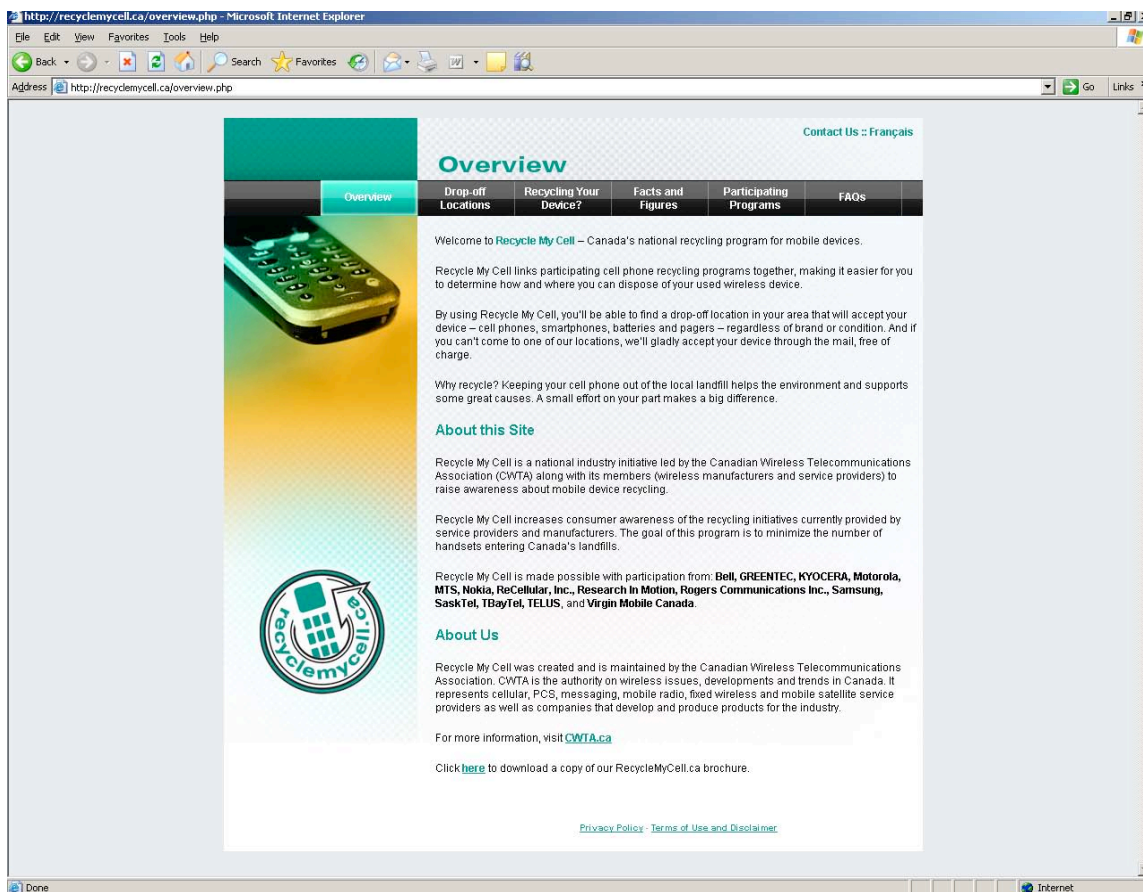 http://recyclemycell.ca/overview.php - Microsoft Internet Explorer
File Edit View Favorites Tools Help
Back Search Favorites
Address http://recyclemycell.ca/overview.php Go Links
Contact Us :: Français
Overview
Overview Drop-off Locations Recycling Your Device? Facts and Figures Participating Programs FAQs
Welcome to Recycle My Cell – Canada's national recycling program for mobile devices.
Recycle My Cell links participating cell phone recycling programs together, making it easier for you
to determine how and where you can dispose of your used wireless device.
By using Recycle My Cell, you'll be able to find a drop-off location in your area that will accept your
device – cell phones, smartphones, batteries and pagers – regardless of brand or condition. And if
you can't come to one of our locations, we'll gladly accept your device through the mail, free of
charge.
Why recycle? Keeping your cell phone out of the local landfill helps the environment and supports
some great causes. A small effort on your part makes a big difference.
About this Site
Recycle My Cell is a national industry initiative led by the Canadian Wireless Telecommunications
Association (CWTA) along with its members (wireless manufacturers and service providers) to
raise awareness about mobile device recycling.
Recycle My Cell increases consumer awareness of the recycling initiatives currently provided by
service providers and manufacturers. The goal of this program is to minimize the number of
handsets entering Canada's landfills.
Recycle My Cell is made possible with participation from: Bell, GREENTEC, KYOCERA, Motorola,
MTS, Nokia, ReCellular, Inc., Research In Motion, Rogers Communications Inc., Samsung,
SaskTel, TBayTel, TELUS, and Virgin Mobile Canada.
recyclemycell.ca
About Us
Recycle My Cell was created and is maintained by the Canadian Wireless Telecommunications
Association. CWTA is the authority on wireless issues, developments and trends in Canada. It
represents cellular, PCS, messaging, mobile radio, fixed wireless and mobile satellite service
providers as well as companies that develop and produce products for the industry.
For more information, visit CWTA.ca
Click here to download a copy of our RecycleMyCell.ca brochure.
Privacy Policy - Terms of Use and Disclaimer
Done Internet